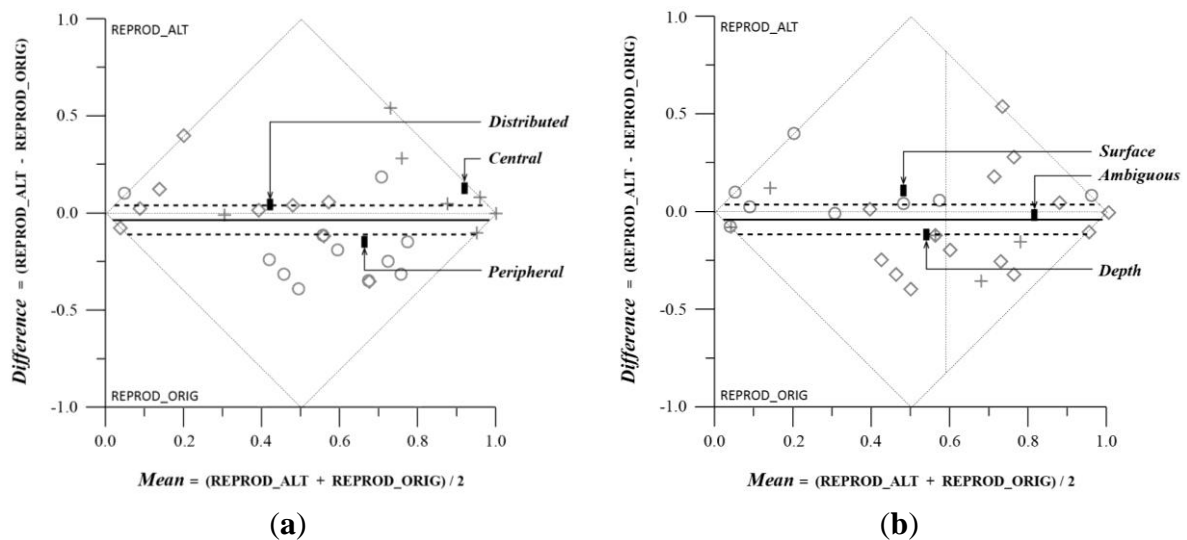 1.0
REPROD_ALT
0.5
0.0
-0.5
REPROD_ORIG
-1.0
Difference = (REPROD_ALT - REPROD_ORIG)
Distributed
Central
Peripheral
0.0 0.2 0.4 0.6 0.8 1.0
Mean = (REPROD_ALT + REPROD_ORIG) / 2
(a)
1.0
REPROD_ALT
0.5
0.0
-0.5
REPROD_ORIG
-1.0
Difference = (REPROD_ALT - REPROD_ORIG)
Surface
Ambiguous
Depth
0.0 0.2 0.4 0.6 0.8 1.0
Mean = (REPROD_ALT + REPROD_ORIG) / 2
(b)